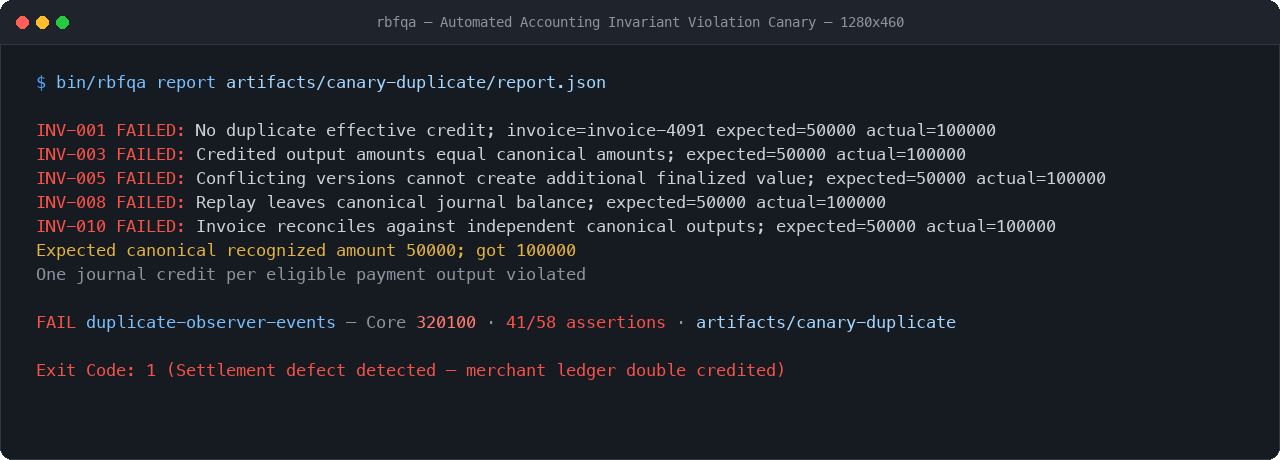 rbfqa — Automated Accounting Invariant Violation Canary — 1280x460
$ bin/rbfqa report artifacts/canary-duplicate/report.json
INV-001 FAILED: No duplicate effective credit; invoice=invoice-4091 expected=50000 actual=100000
INV-003 FAILED: Credited output amounts equal canonical amounts; expected=50000 actual=100000
INV-005 FAILED: Conflicting versions cannot create additional finalized value; expected=50000 actual=100000
INV-008 FAILED: Replay leaves canonical journal balance; expected=50000 actual=100000
INV-010 FAILED: Invoice reconciles against independent canonical outputs; expected=50000 actual=100000
Expected canonical recognized amount 50000; got 100000
One journal credit per eligible payment output violated
FAIL duplicate-observer-events — Core 320100 · 41/58 assertions · artifacts/canary-duplicate
Exit Code: 1 (Settlement defect detected — merchant ledger double credited)